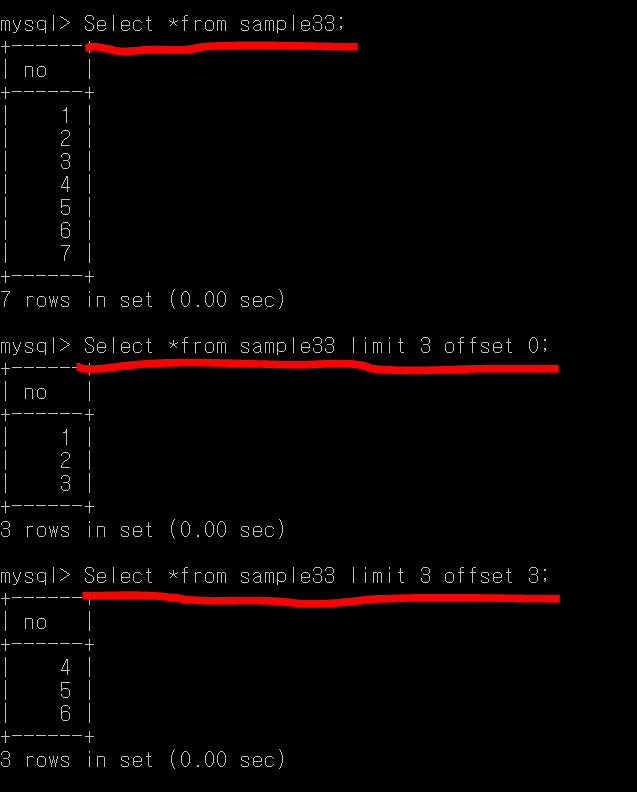 mysql> Select *from sample33;
+------+
| no   |
+------+
|    1 |
|    2 |
|    3 |
|    4 |
|    5 |
|    6 |
|    7 |
+------+
7 rows in set (0.00 sec)
mysql> Select *from sample33 limit 3 offset 0;
+------+
| no   |
+------+
|    1 |
|    2 |
|    3 |
+------+
3 rows in set (0.00 sec)
mysql> Select *from sample33 limit 3 offset 3;
+------+
| no   |
+------+
|    4 |
|    5 |
|    6 |
+------+
3 rows in set (0.00 sec)